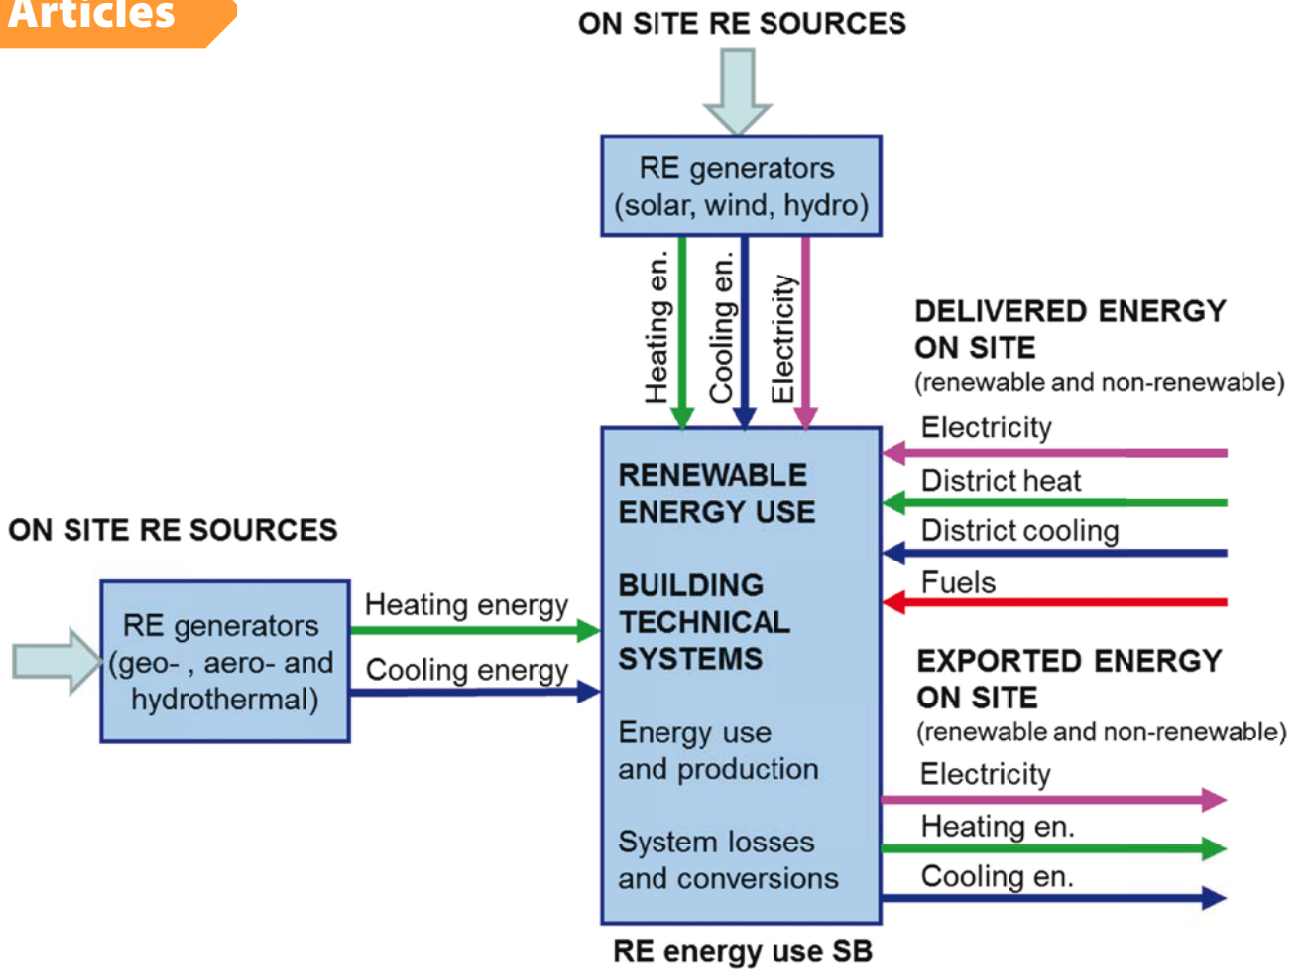 Articles
ON SITE RE SOURCES
RE generators
(solar, wind, hydro)
Heating en.
Cooling en.
Electricity
DELIVERED ENERGY
ON SITE
(renewable and non-renewable)
Electricity
District heat
District cooling
Fuels
ON SITE RE SOURCES
RE generators
(geo- , aero- and
hydrothermal)
Heating energy
Cooling energy
RENEWABLE
ENERGY USE
BUILDING
TECHNICAL
SYSTEMS
Energy use
and production
System losses
and conversions
EXPORTED ENERGY
ON SITE
(renewable and non-renewable)
Electricity
Heating en.
Cooling en.
RE energy use SB